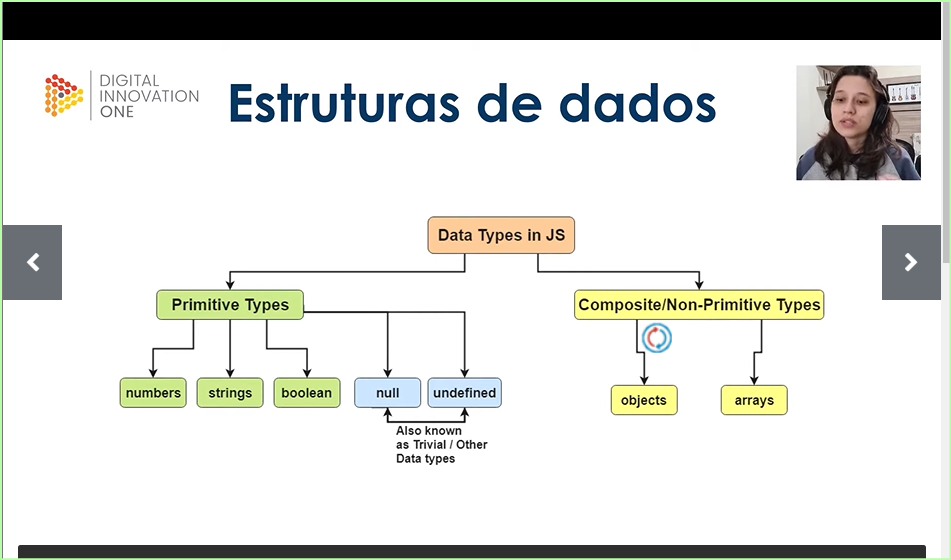 DIGITAL
INNOVATION
ONE
Estruturas de dados
Data Types in JS
Primitive Types
Composite/Non-Primitive Types
numbers
strings
boolean
null
undefined
objects
arrays
Also known
as Trivial / Other
Data types